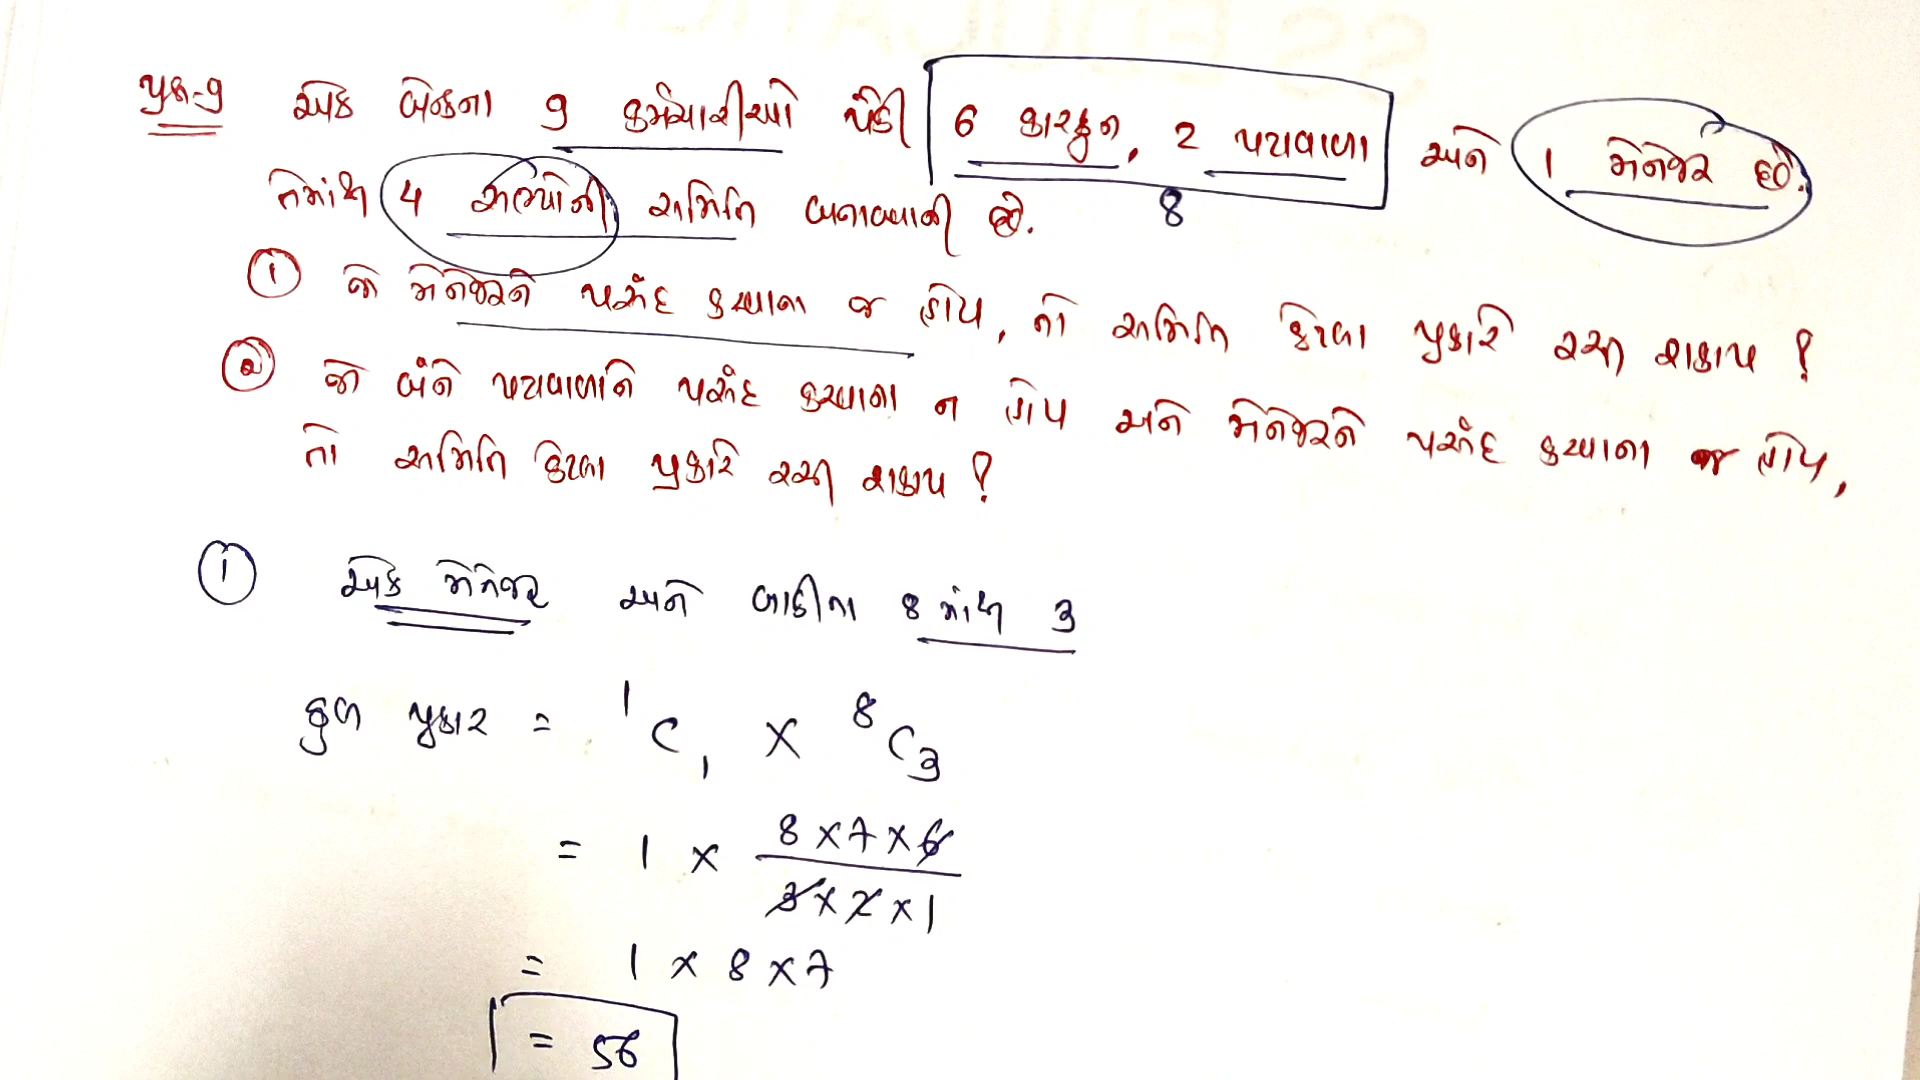 પ્રશ્ન-9 એક બેન્કના 9 કર્મચારીઓ પૈકી 6 કારકુન, 2 પટાવાળા અને 1 મેનેજર છે.
8
તેમાંથી 4 સભ્યોની સમિતિ બનાવવાની છે.
① જો મેનેજરને પસંદ કરવાના જ હોય, તો સમિતિ કેટલા પ્રકારે રચી શકાય ?
② જો બંને પટાવાળાને પસંદ કરવાના ન હોય અને મેનેજરને પસંદ કરવાના જ હોય,
તો સમિતિ કેટલા પ્રકારે રચી શકાય ?
① એક મેનેજર અને બાકીના 8 માંથી 3
કુલ પ્રકાર = ¹C₁ × ⁸C₃
= 1 × 8×7×6 / 3×2×1
= 1 × 8 × 7
= 56